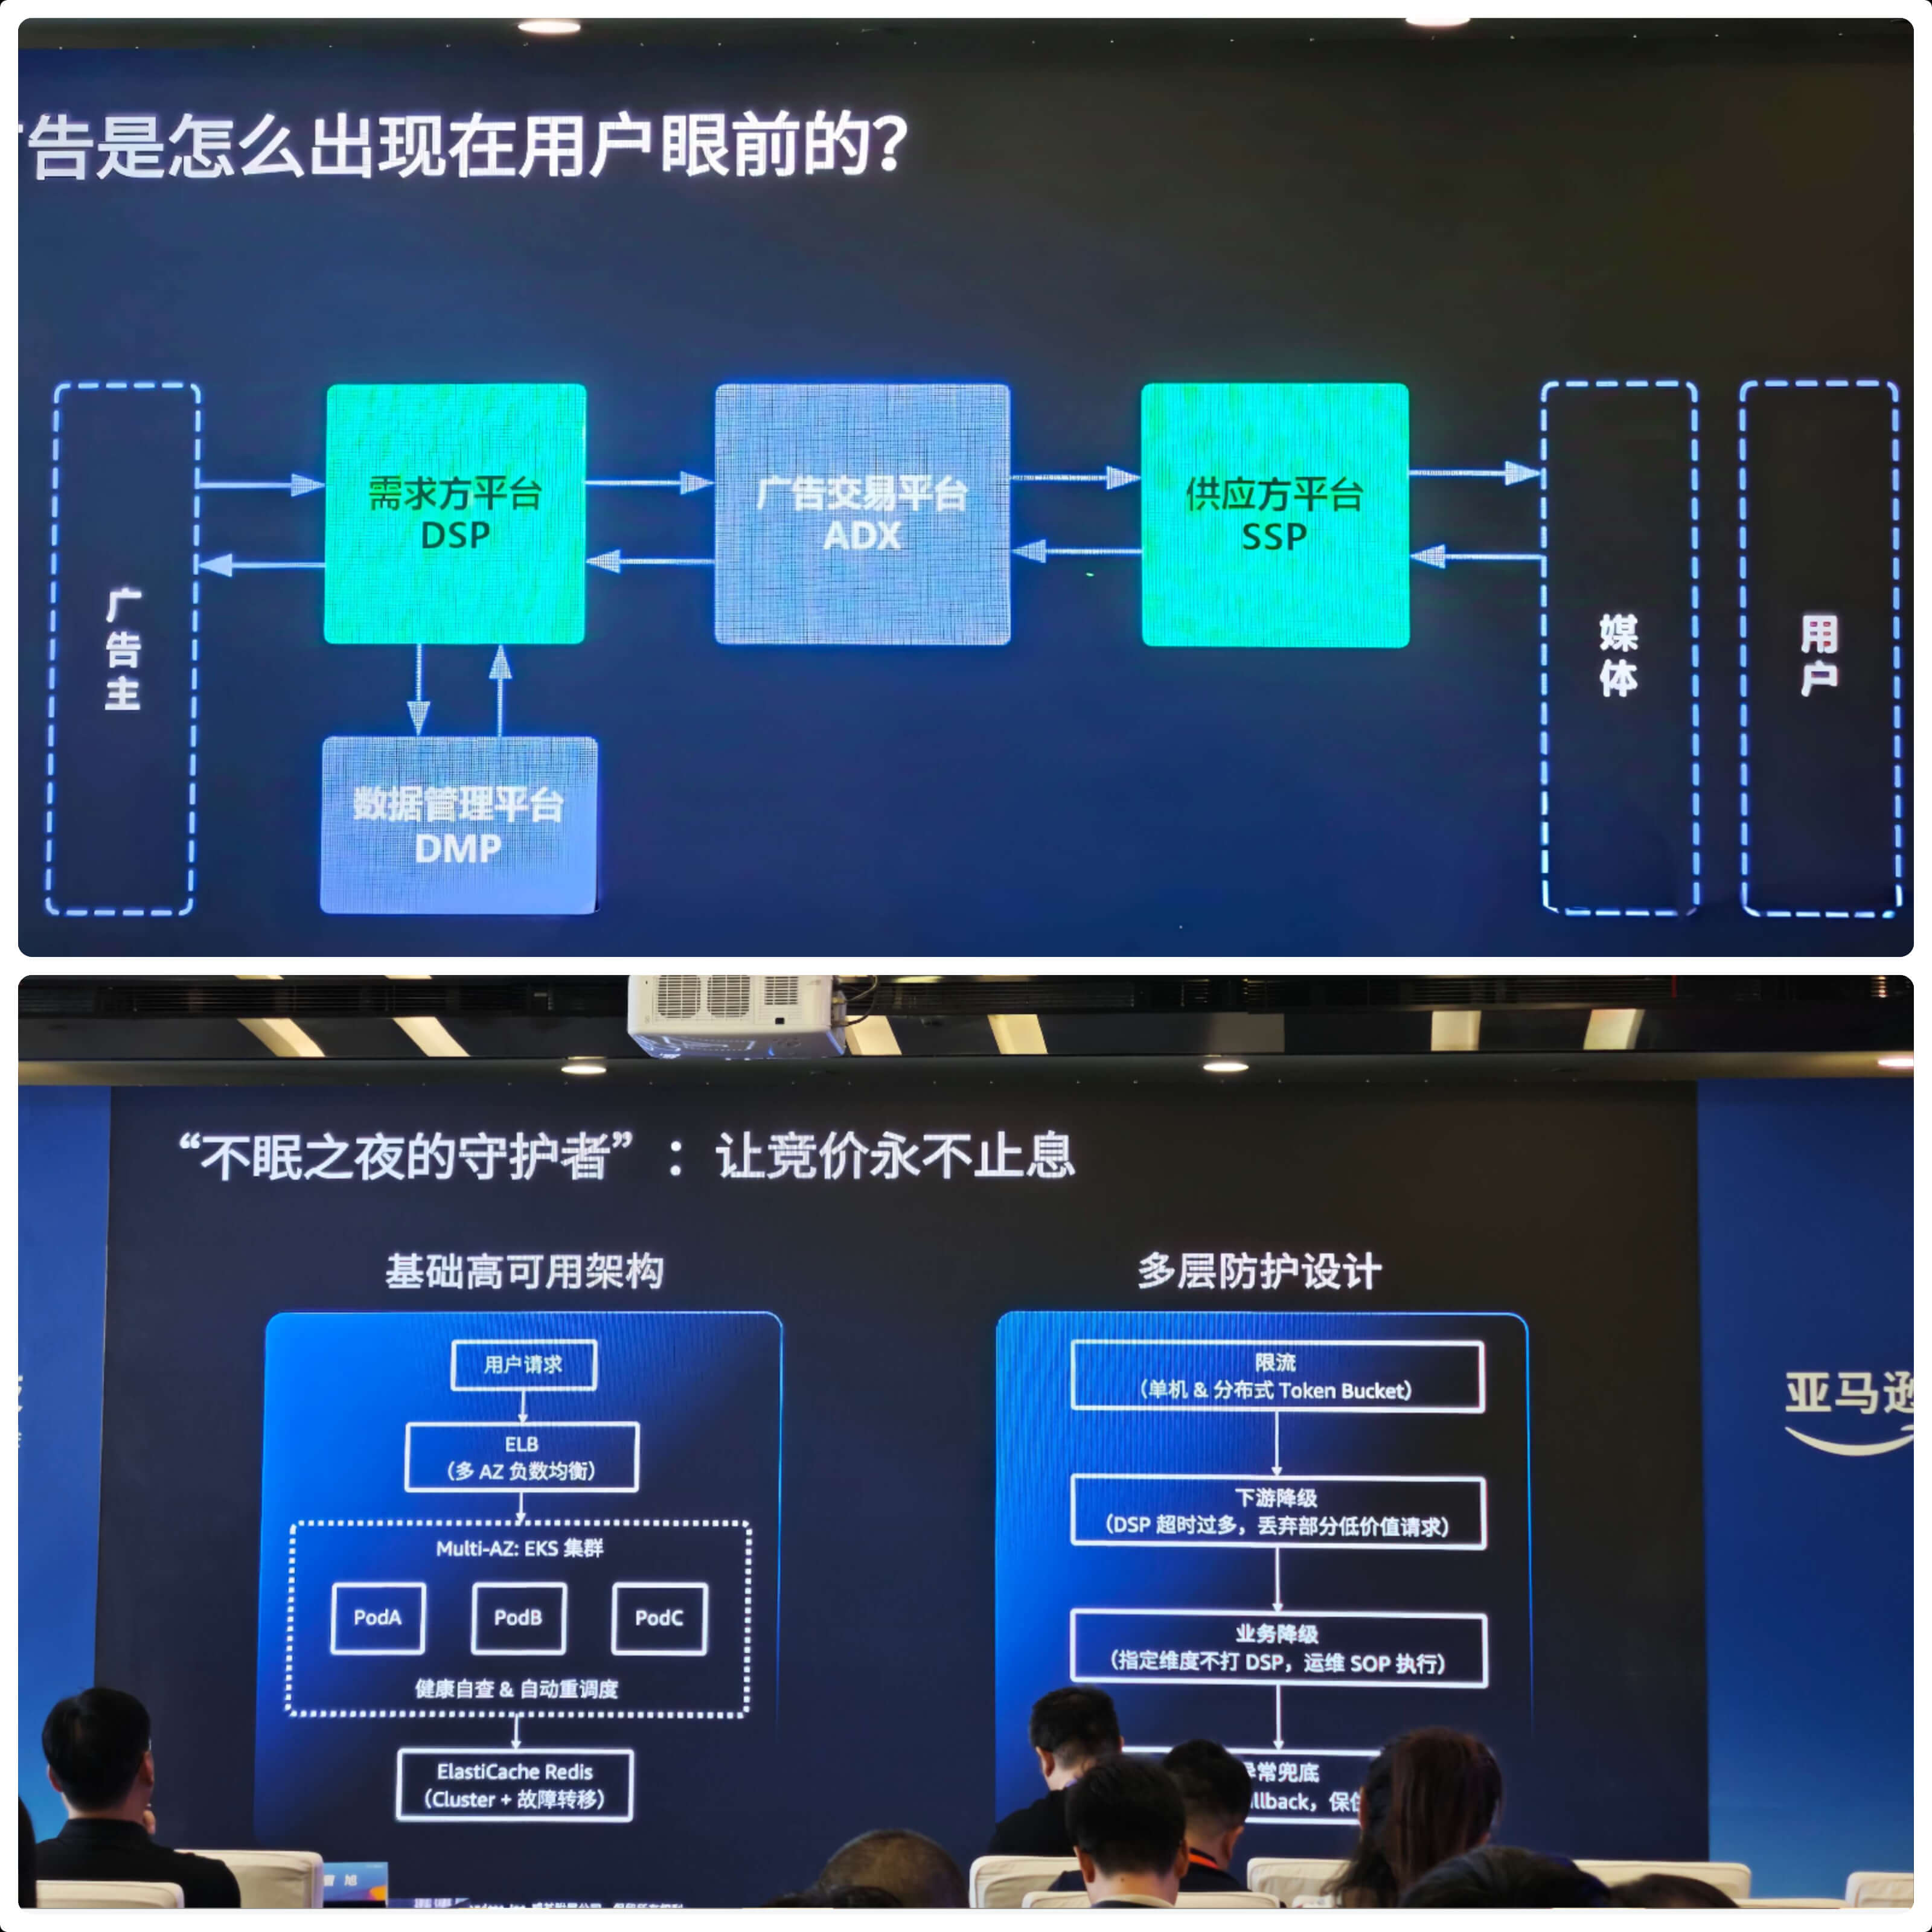 告是怎么出现在用户眼前的？
广告主
需求方平台
DSP
广告交易平台
ADX
供应方平台
SSP
媒体
用户
数据管理平台
DMP
“不眠之夜的守护者”：让竞价永不止息
基础高可用架构
用户请求
ELB
（多 AZ 负数均衡）
Multi-AZ: EKS 集群
PodA
PodB
PodC
健康自查 & 自动重调度
ElastiCache Redis
（Cluster + 故障转移）
多层防护设计
限流
（单机 & 分布式 Token Bucket）
下游降级
（DSP 超时过多，丢弃部分低价值请求）
业务降级
（指定维度不打 DSP，运维 SOP 执行）
常兜底
llback，保
亚马
旭